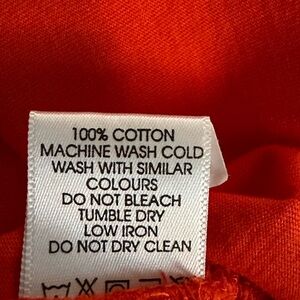 100% COTTON
MACHINE WASH COLD
WASH WITH SIMILAR
COLOURS
DO NOT BLEACH
TUMBLE DRY
LOW IRON
DO NOT DRY CLEAN